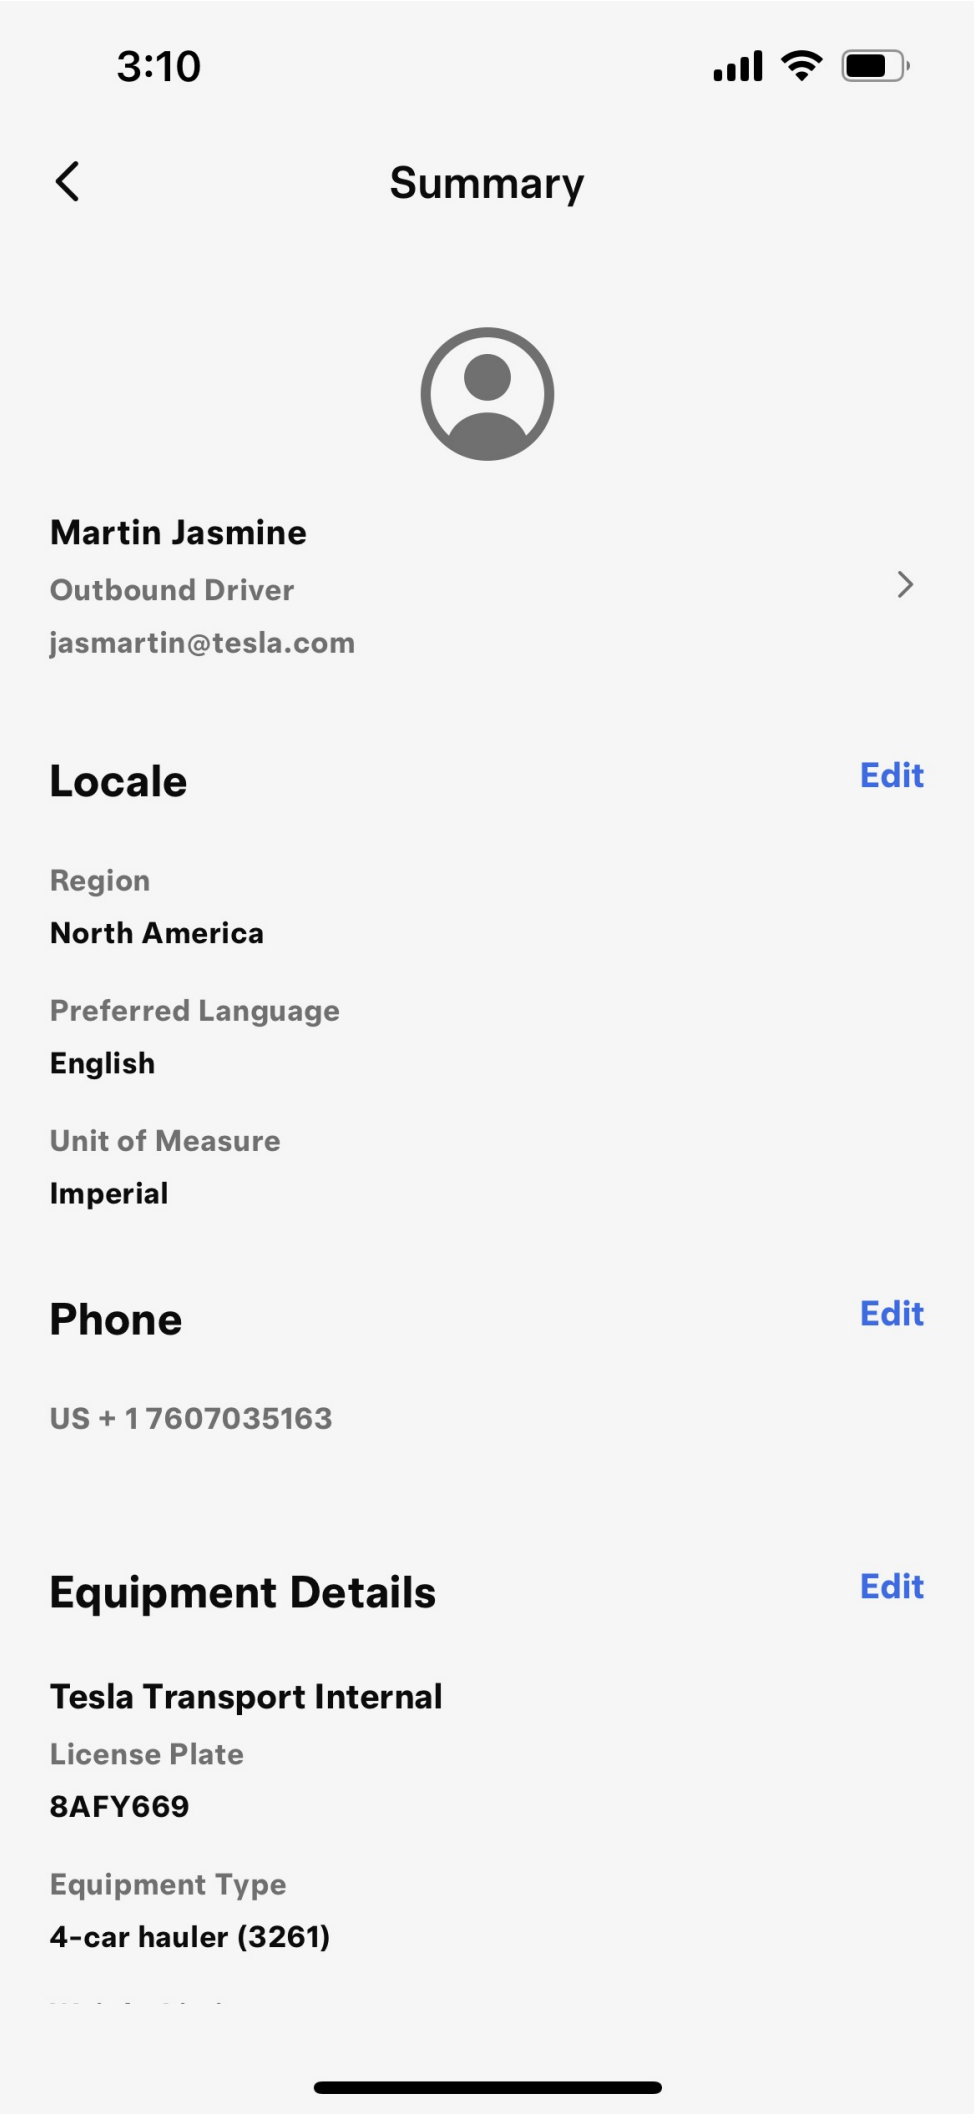 3:10
Summary
Martin Jasmine
Outbound Driver
jasmartin@tesla.com
Locale
Edit
Region
North America
Preferred Language
English
Unit of Measure
Imperial
Phone
Edit
US + 1 7607035163
Equipment Details
Edit
Tesla Transport Internal
License Plate
8AFY669
Equipment Type
4-car hauler (3261)